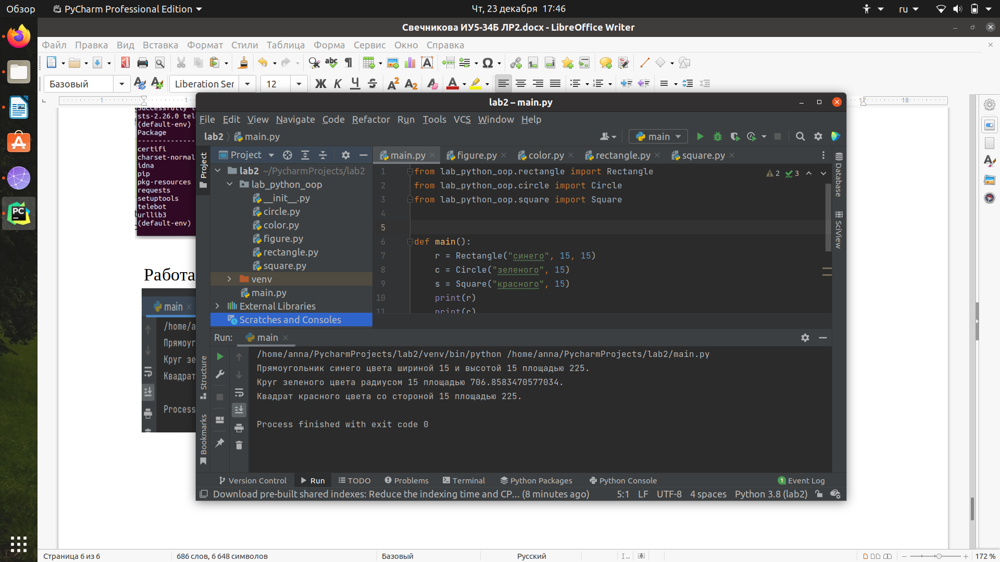 Обзор
PyCharm Professional Edition
Чт, 23 декабря 17:46
ru
Свечникова ИУ5-34Б ЛР2.docx - LibreOffice Writer
Файл Правка Вид Вставка Формат Стили Таблица Форма Сервис Окно Справка
Базовый
Liberation Ser
12
Ж К Ч S A² A₂
1 1 17 18
sts-2.26.0
(default-env)
Package
----------------
certifi
idna
pip
pkg-resources
requests
setuptools
telebot
urllib3
(default-env)
Работа
main
Круг
Квадрат
Process
lab2 – main.py
File Edit View Navigate Code Refactor Run Tools VCS Window Help
lab2 main.py
main
Project
Project
main.py
figure.py
color.py
rectangle.py
square.py
lab2 ~/PycharmProjects/lab2
lab_python_oop
__init__.py
circle.py
color.py
figure.py
rectangle.py
square.py
venv
main.py
External Libraries
Scratches and Consoles
1 from lab_python_oop.rectangle import Rectangle
2 from lab_python_oop.circle import Circle
3 from lab_python_oop.square import Square
4
5
6 def main():
7 r = Rectangle("синего", 15, 15)
8 c = Circle("зеленого", 15)
9 s = Square("красного", 15)
10 print(r)
11 print(c)
2 3
Database
SciView
Run: main
Structure
Bookmarks
/home/anna/PycharmProjects/lab2/venv/bin/python /home/anna/PycharmProjects/lab2/main.py
Прямоугольник синего цвета шириной 15 и высотой 15 площадью 225.
Круг зеленого цвета радиусом 15 площадью 706.8583470577034.
Квадрат красного цвета со стороной 15 площадью 225.
Process finished with exit code 0
Version Control Run TODO Problems Terminal Python Packages Python Console 1 Event Log
Download pre-built shared indexes: Reduce the indexing time and CP... (8 minutes ago) 5:1 LF UTF-8 4 spaces Python 3.8 (lab2)
Страница 6 из 6
686 слов, 6 648 символов
Базовый
Русский
172 %